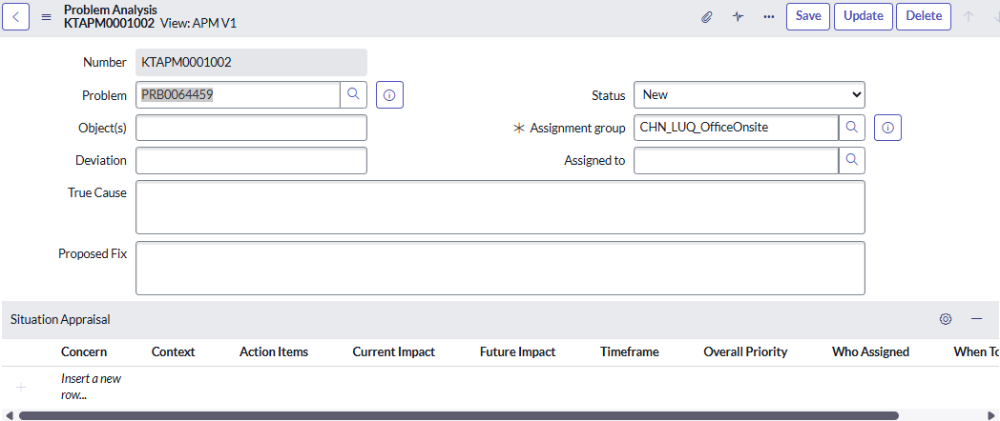 Problem Analysis
KTAPM0001002 View: APM V1
Save
Update
Delete
Number KTAPM0001002
Problem PRB0064459
Status New
Object(s)
Assignment group CHN_LUQ_OfficeOnsite
Deviation
Assigned to
True Cause
Proposed Fix
Situation Appraisal
Concern Context Action Items Current Impact Future Impact Timeframe Overall Priority Who Assigned When To
Insert a new
row...